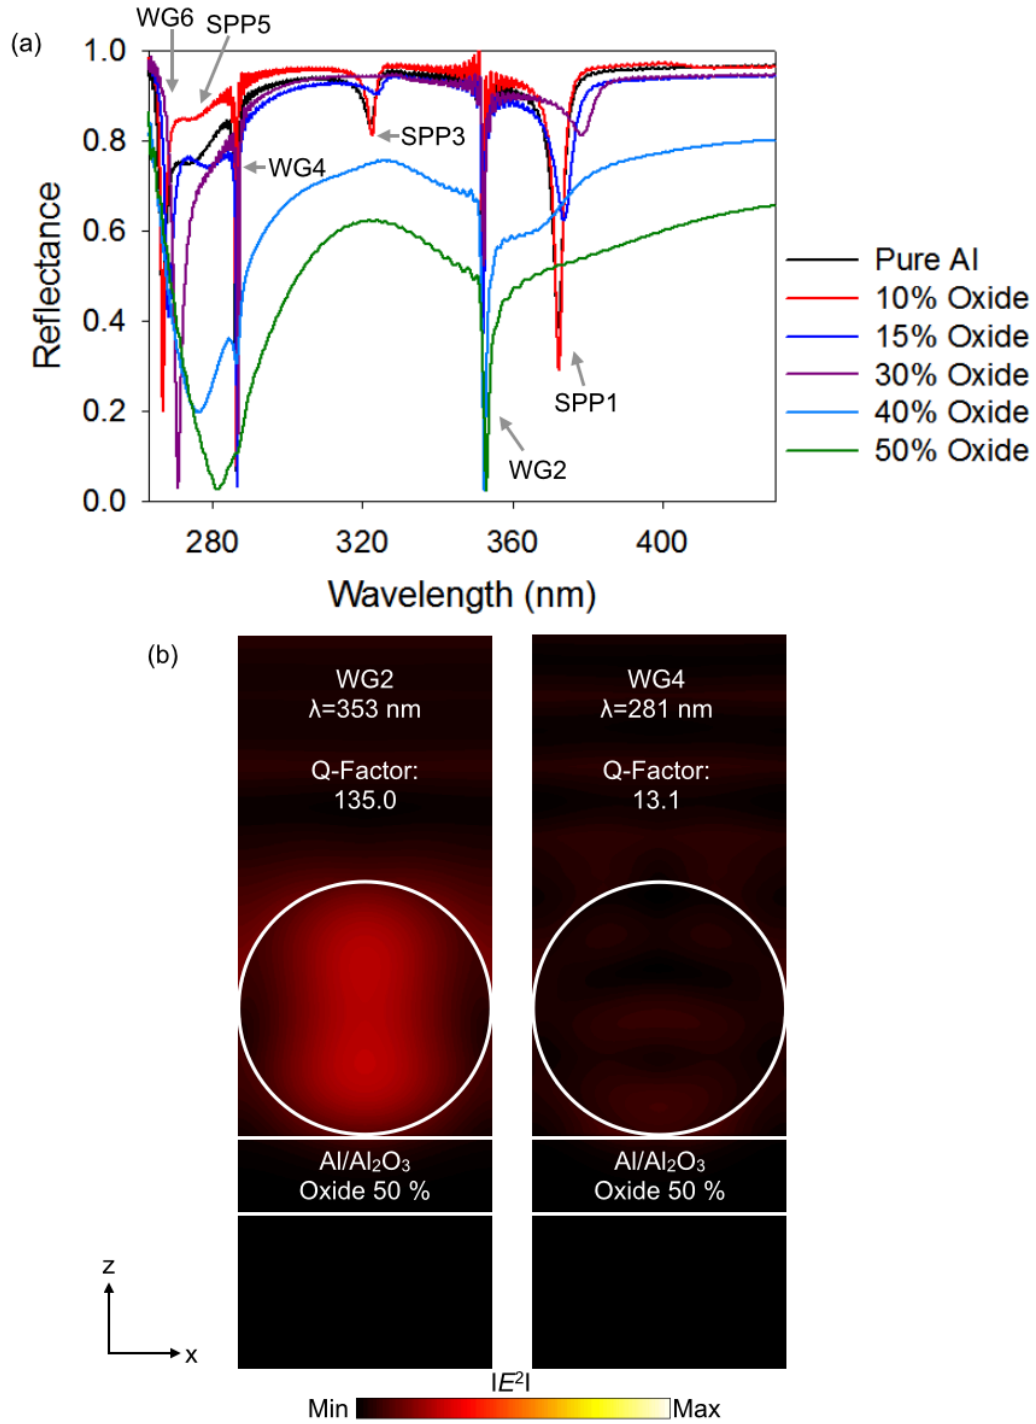 (a)
WG6
SPP5
1.0
0.8
0.6
0.4
0.2
0.0
Reflectance
SPP3
WG4
SPP1
WG2
280
320
360
400
Wavelength (nm)
Pure Al
10% Oxide
15% Oxide
30% Oxide
40% Oxide
50% Oxide
(b)
WG2
λ=353 nm
Q-Factor:
135.0
Al/Al₂O₃
Oxide 50 %
WG4
λ=281 nm
Q-Factor:
13.1
Al/Al₂O₃
Oxide 50 %
z
x
|E²|
Min
Max